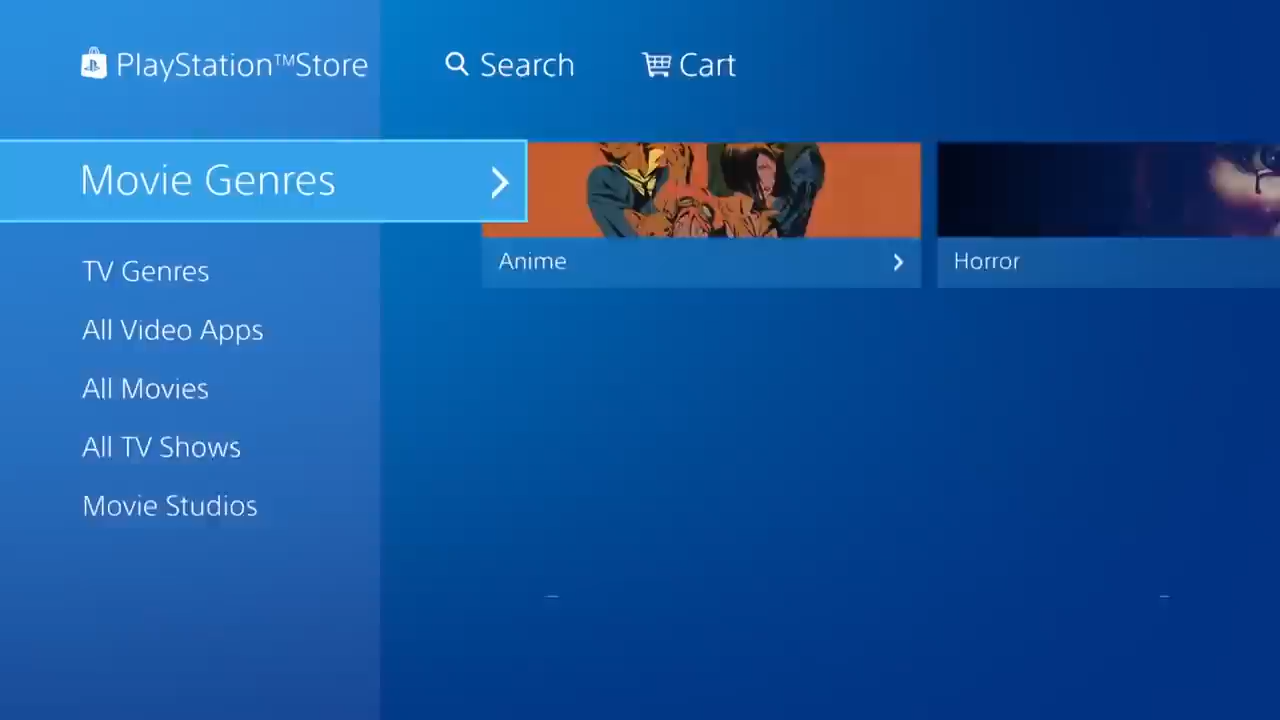 PlayStation™Store
Search
Cart
Movie Genres
TV Genres
All Video Apps
All Movies
All TV Shows
Movie Studios
Anime
Horror